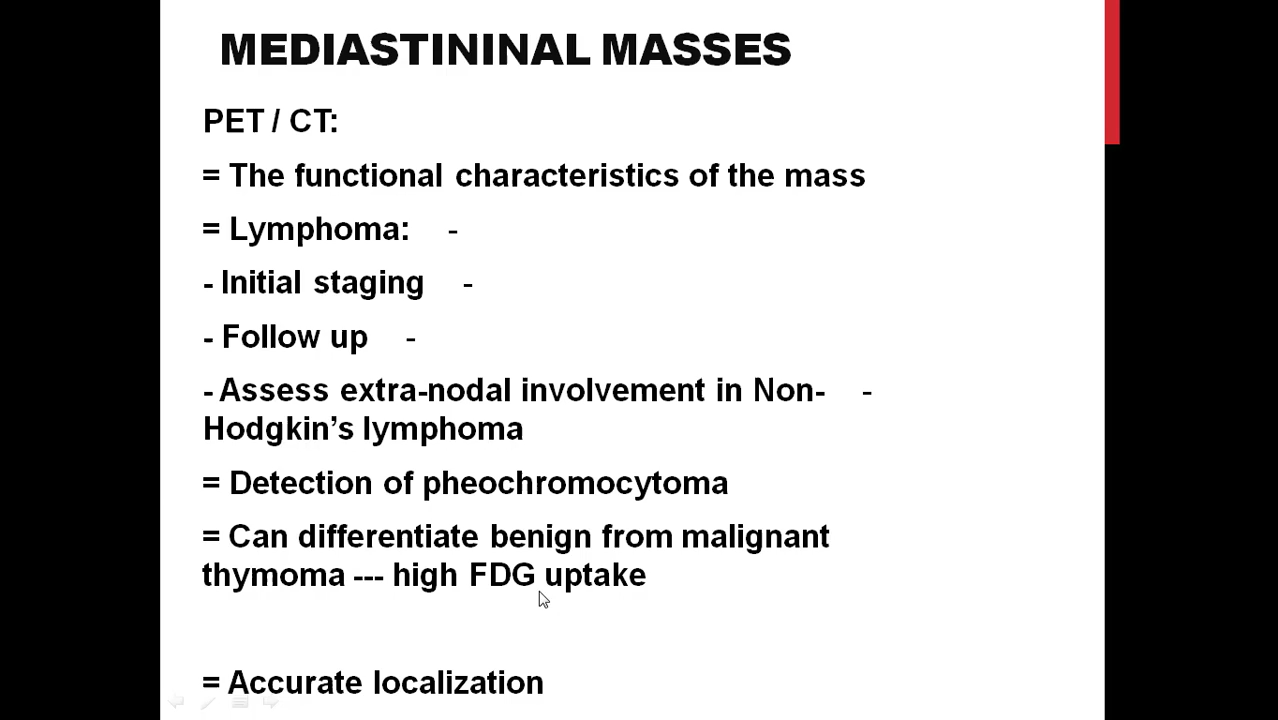 MEDIASTININAL MASSES
PET / CT:
= The functional characteristics of the mass
= Lymphoma: -
- Initial staging -
- Follow up -
- Assess extra-nodal involvement in Non- -
Hodgkin’s lymphoma
= Detection of pheochromocytoma
= Can differentiate benign from malignant
thymoma --- high FDG uptake
= Accurate localization